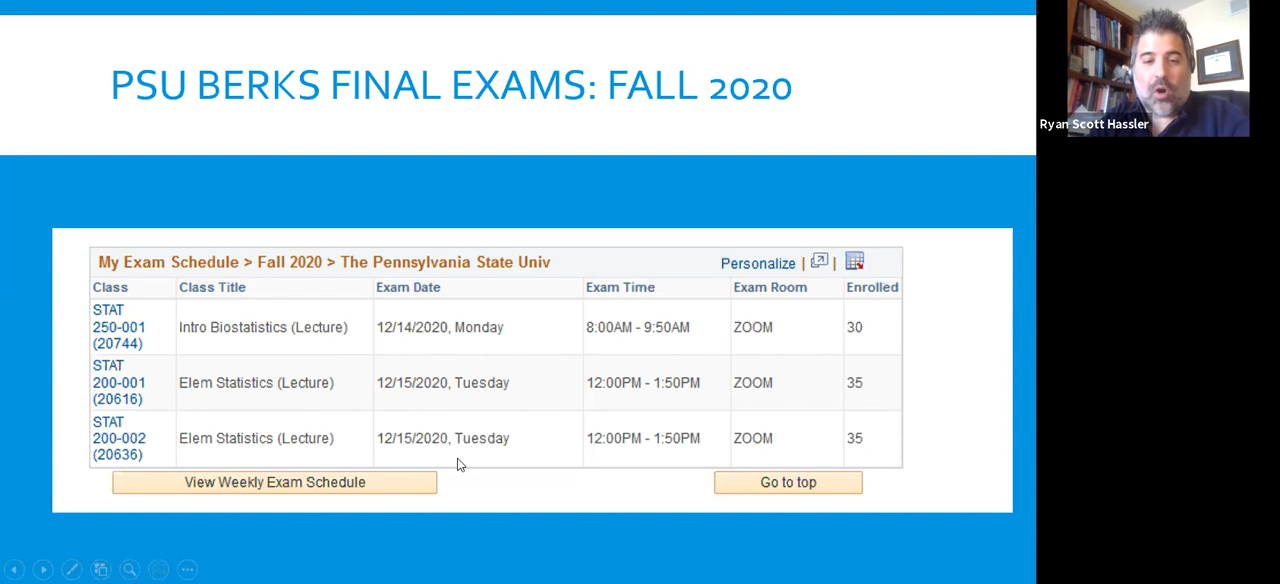 PSU BERKS FINAL EXAMS: FALL 2020
Ryan Scott Hassler
My Exam Schedule > Fall 2020 > The Pennsylvania State Univ
Personalize | |
Class Class Title Exam Date Exam Time Exam Room Enrolled
STAT
250-001 Intro Biostatistics (Lecture) 12/14/2020, Monday 8:00AM - 9:50AM ZOOM 30
(20744)
STAT
200-001 Elem Statistics (Lecture) 12/15/2020, Tuesday 12:00PM - 1:50PM ZOOM 35
(20616)
STAT
200-002 Elem Statistics (Lecture) 12/15/2020, Tuesday 12:00PM - 1:50PM ZOOM 35
(20636)
View Weekly Exam Schedule Go to top